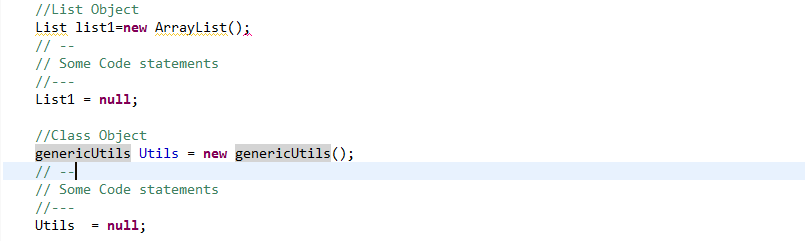 //List Object
List list1=new ArrayList();
// --
// Some Code statements
//---
List1 = null;
//Class Object
genericUtils Utils = new genericUtils();
// --
// Some Code statements
//---
Utils  = null;